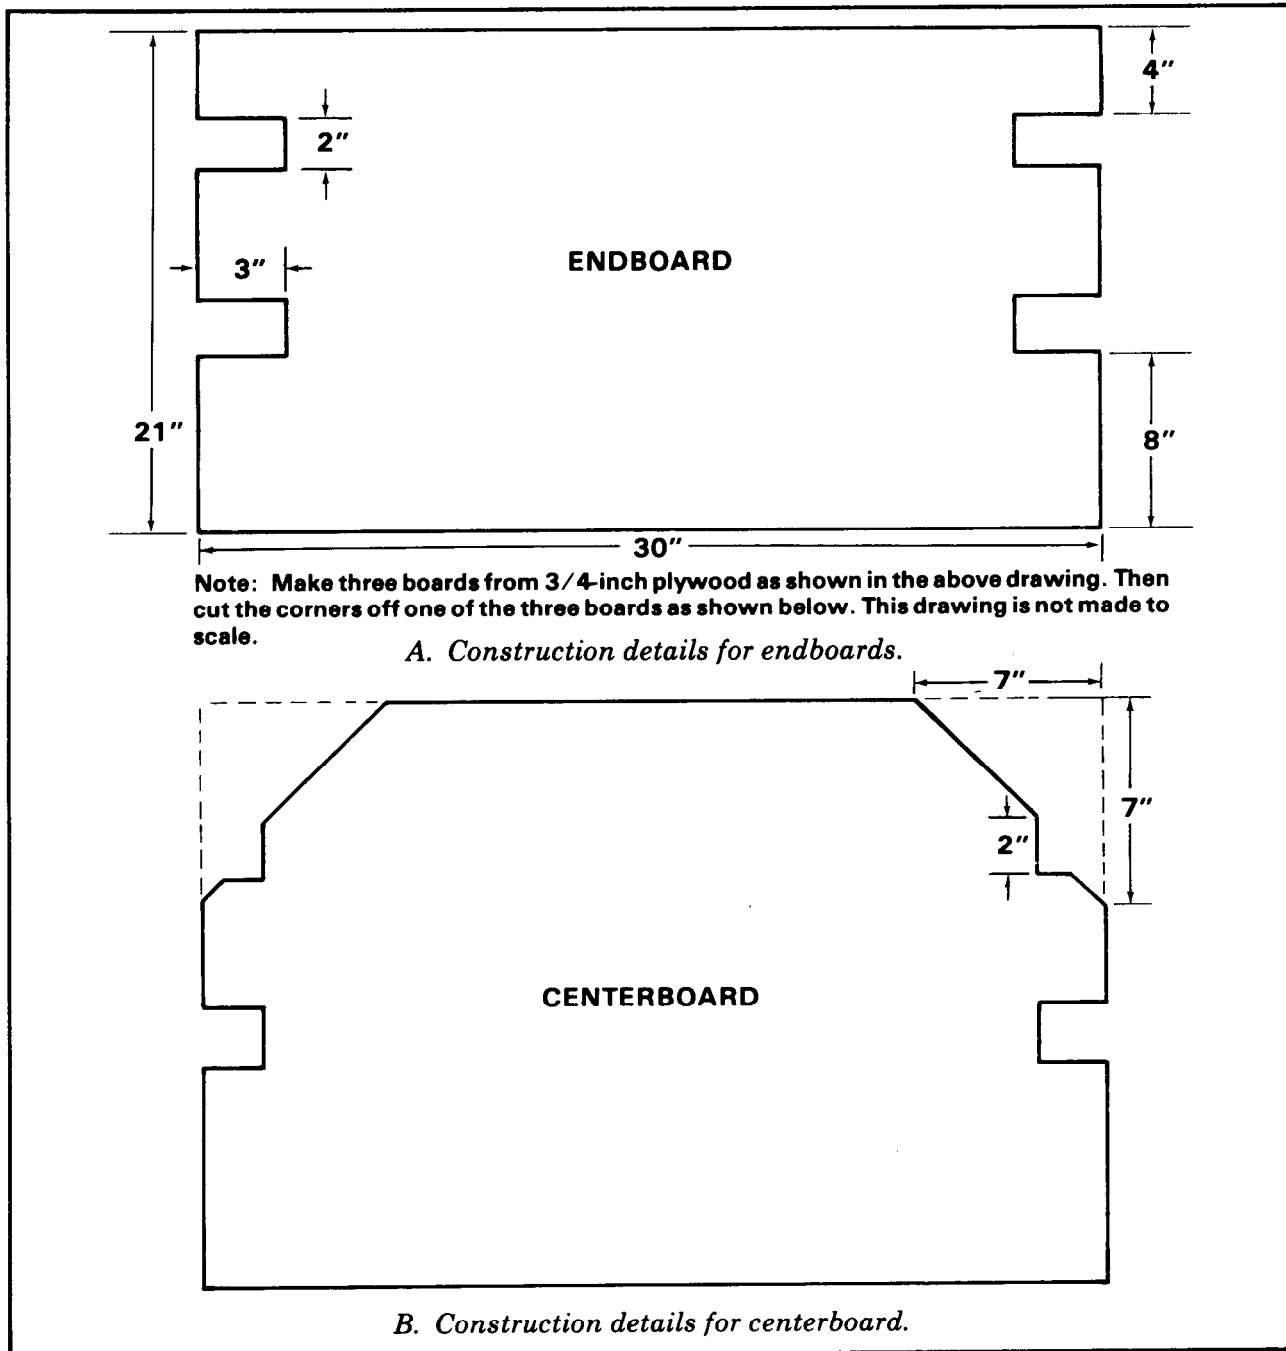 4″
2″
3″
ENDBOARD
21″
8″
30″
Note: Make three boards from 3/4-inch plywood as shown in the above drawing. Then
cut the corners off one of the three boards as shown below. This drawing is not made to
scale.
A. Construction details for endboards.
7″
7″
2″
CENTERBOARD
B. Construction details for centerboard.